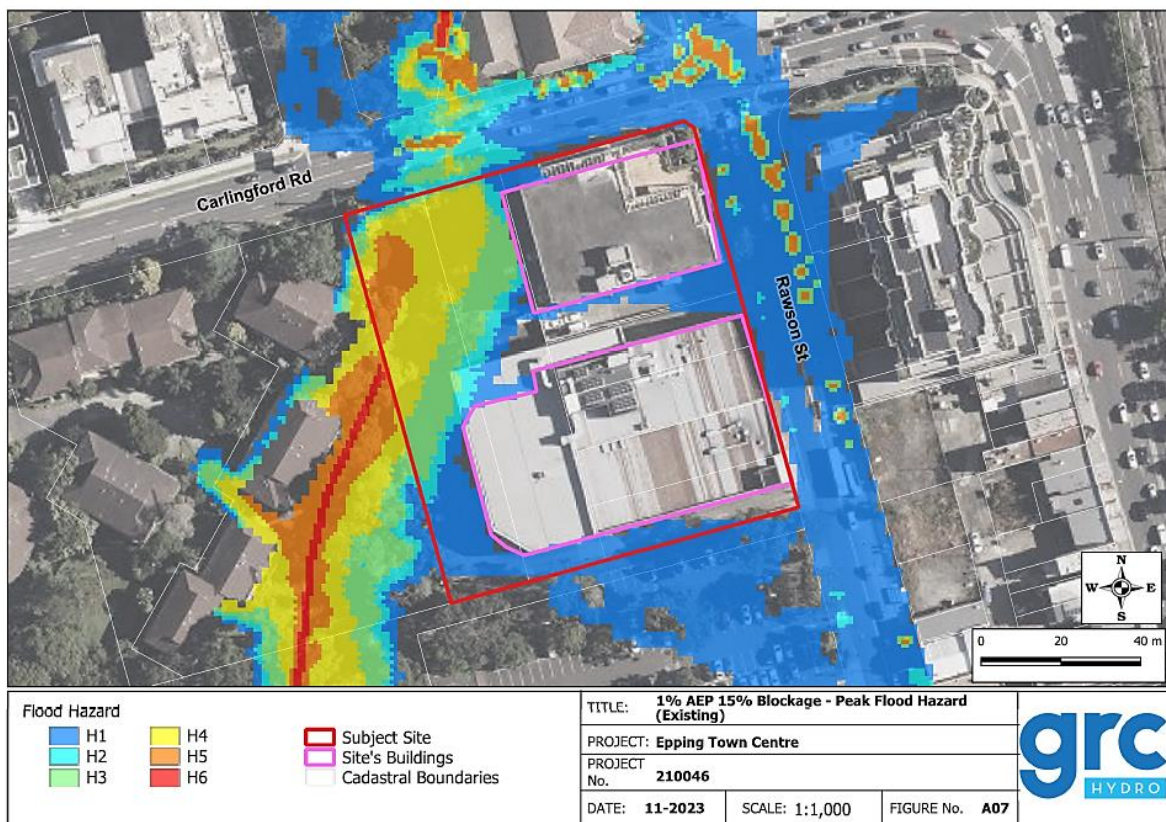 Carlingford Rd
Rawson St
N
W E
S
0 20 40 m
Flood Hazard
H1
H2
H3
H4
H5
H6
Subject Site
Site's Buildings
Cadastral Boundaries
TITLE: 1% AEP 15% Blockage - Peak Flood Hazard
(Existing)
PROJECT: Epping Town Centre
PROJECT
No. 210046
DATE: 11-2023 SCALE: 1:1,000 FIGURE No. A07
grc
HYDRO